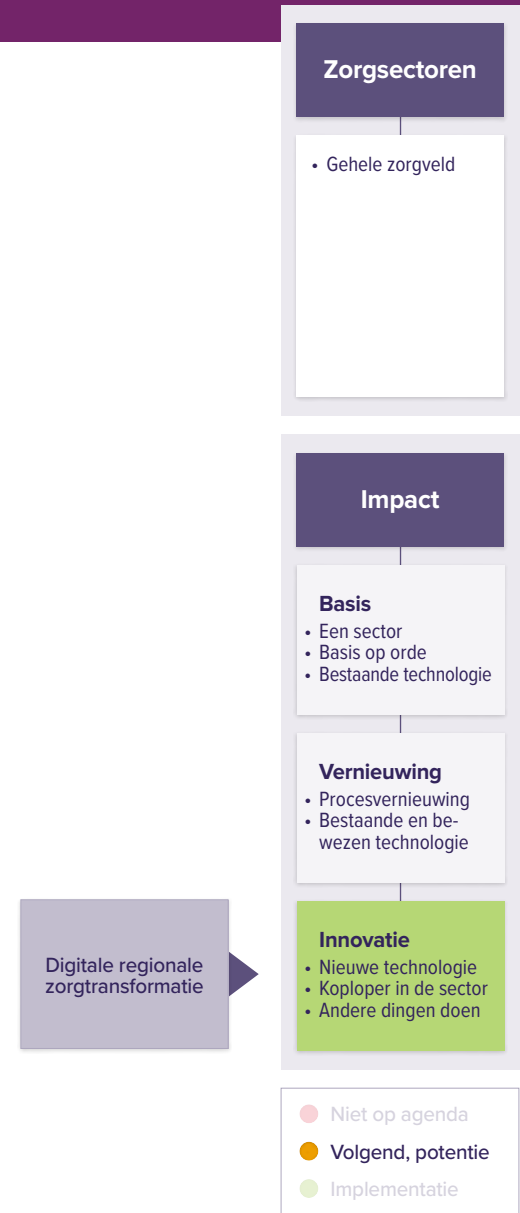 Zorgsectoren
• Gehele zorgveld
Impact
Basis
• Een sector
• Basis op orde
• Bestaande technologie
Vernieuwing
• Procesvernieuwing
• Bestaande en be-
wezen technologie
Digitale regionale
zorgtransformatie
Innovatie
• Nieuwe technologie
• Koploper in de sector
• Andere dingen doen
Niet op agenda
Volgend, potentie
Implementatie